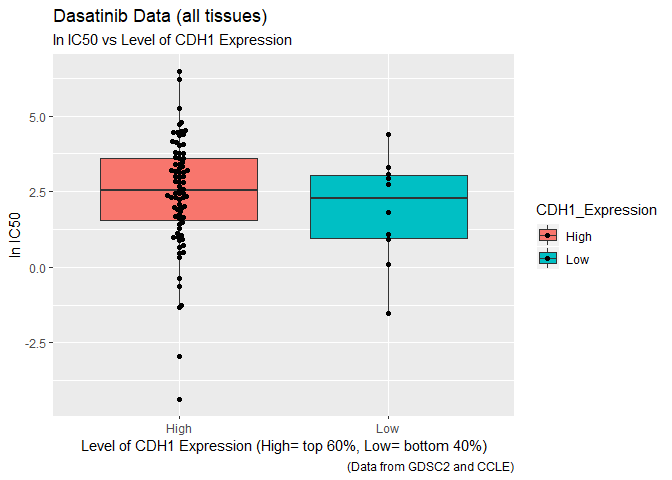 Dasatinib Data (all tissues)
ln IC50 vs Level of CDH1 Expression
5.0
2.5
0.0
-2.5
ln IC50
High
Low
Level of CDH1 Expression (High= top 60%, Low= bottom 40%)
(Data from GDSC2 and CCLE)
CDH1_Expression
High
Low